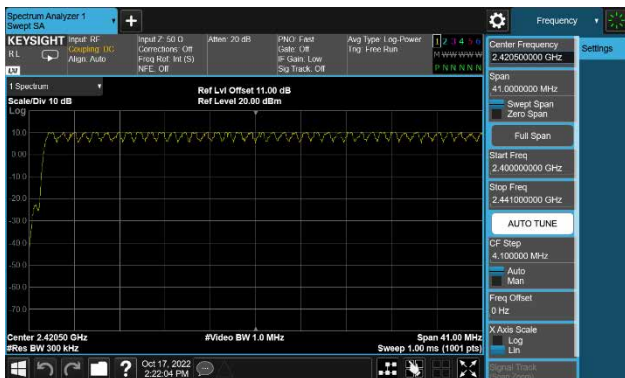 Spectrum Analyzer 1
Swept SA
Frequency
KEYSIGHT
RL
LXI
Input: RF
Coupling: DC
Align: Auto
Input Z: 50 Ω
Corrections: Off
Freq Ref: Int (S)
NFE: Off
Atten: 20 dB
PNO: Fast
Gate: Off
IF Gain: Low
Sig Track: Off
Avg Type: Log-Power
Trig: Free Run
1 2 3 4 5 6
M W W W W W
P N N N N N
Center Frequency
2.420500000 GHz
Settings
Span
41.0000000 MHz
Swept Span
Zero Span
Full Span
Start Freq
2.400000000 GHz
Stop Freq
2.441000000 GHz
AUTO TUNE
CF Step
4.100000 MHz
Auto
Man
Freq Offset
0 Hz
X Axis Scale
Log
Lin
Signal Track
1 Spectrum
Scale/Div 10 dB
Ref Lvl Offset 11.00 dB
Ref Level 20.00 dBm
Log
10.0
0.00
-10.0
-20.0
-30.0
-40.0
-50.0
-60.0
-70.0
Center 2.42050 GHz
#Res BW 300 kHz
#Video BW 1.0 MHz
Span 41.00 MHz
Sweep 1.00 ms (1001 pts)
?
Oct 17, 2022
2:22:04 PM